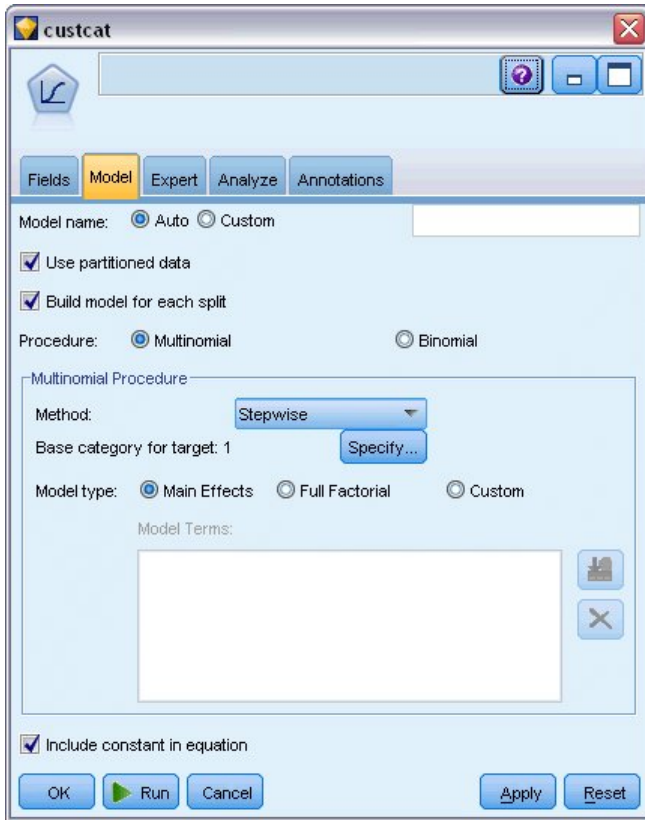 custcat
Fields Model Expert Analyze Annotations
Model name: Auto Custom
Use partitioned data
Build model for each split
Procedure: Multinomial Binomial
Multinomial Procedure
Method: Stepwise
Base category for target: 1 Specify...
Model type: Main Effects Full Factorial Custom
Model Terms:
Include constant in equation
OK Run Cancel Apply Reset